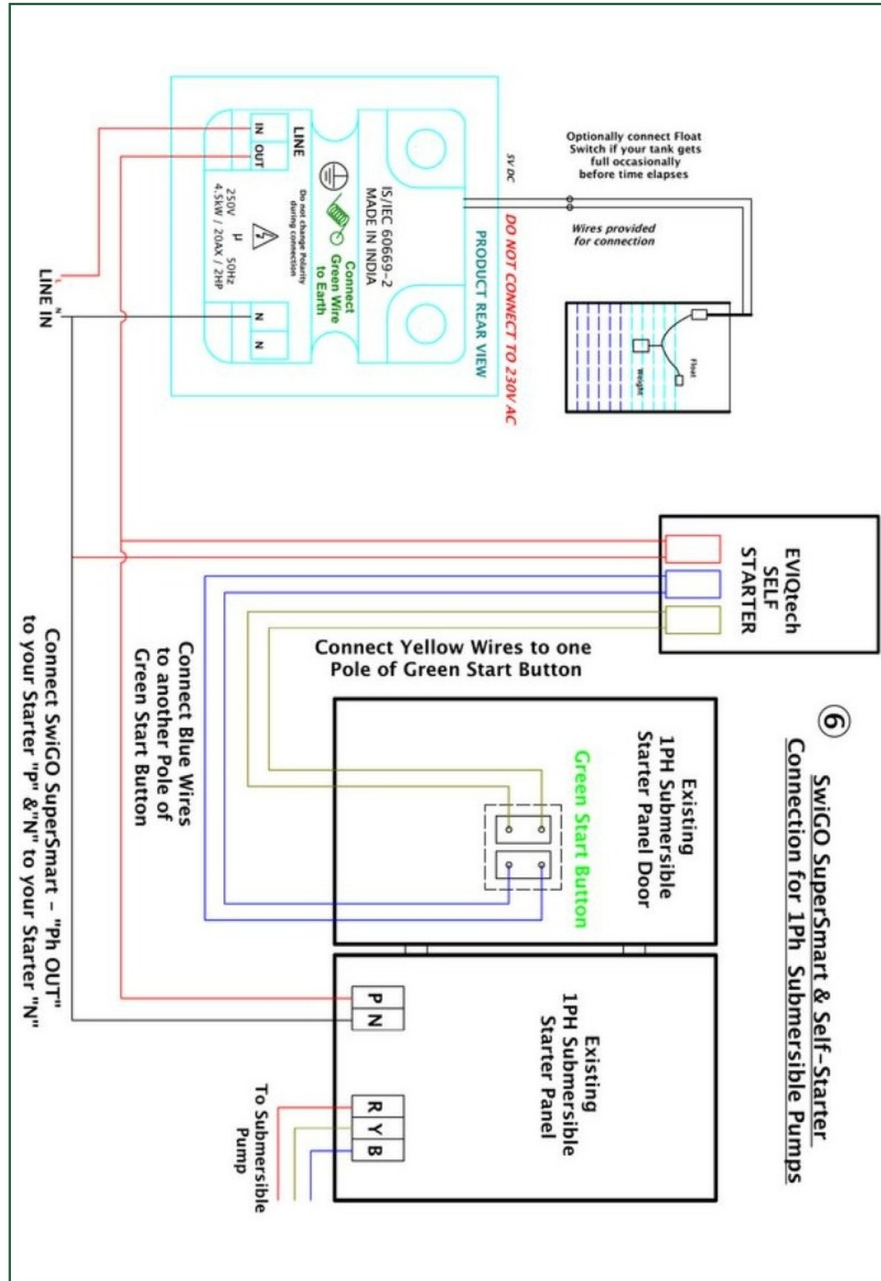 6
SwiGO SuperSmart & Self-Starter
Connection for 1Ph Submersible Pumps
Optionally connect Float
Switch if your tank gets
full occasionally
before time elapses
Wires provided
for connection
Float
Weight
5V DC
DO NOT CONNECT TO 230V AC
PRODUCT REAR VIEW
IS/IEC 60669-2
MADE IN INDIA
Connect
Green Wire
to Earth
LINE
Do not change Polarity
during connection
IN
OUT
N
N
250V µ 50Hz
4.5kW / 20AX / 2HP
L
N
LINE IN
EVIQtech
SELF
STARTER
Connect Yellow Wires to one
Pole of Green Start Button
Connect Blue Wires
to another Pole of
Green Start Button
Existing
1PH Submersible
Starter Panel Door
Green Start Button
Existing
1PH Submersible
Starter Panel
P
N
R
Y
B
To Submersible
Pump
Connect SwiGO SuperSmart - "Ph OUT"
to your Starter "P" &"N" to your Starter "N"